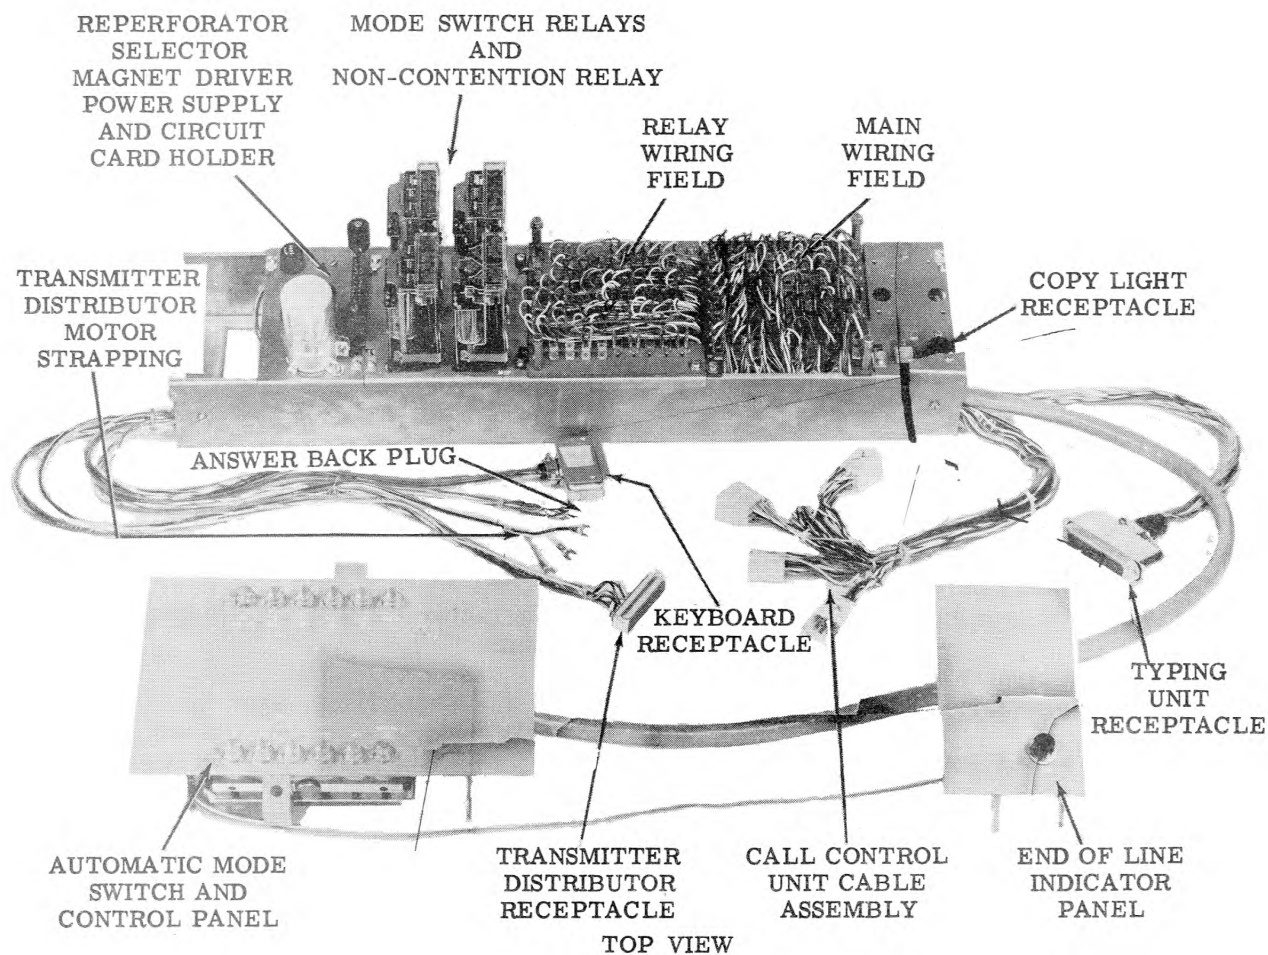 REPERFORATOR
SELECTOR
MAGNET DRIVER
POWER SUPPLY
AND CIRCUIT
CARD HOLDER
MODE SWITCH RELAYS
AND
NON-CONTENTION RELAY
RELAY
WIRING
FIELD
MAIN
WIRING
FIELD
TRANSMITTER
DISTRIBUTOR
MOTOR
STRAPPING
COPY LIGHT
RECEPTACLE
ANSWER BACK PLUG
KEYBOARD
RECEPTACLE
TYPING
UNIT
RECEPTACLE
AUTOMATIC MODE
SWITCH AND
CONTROL PANEL
TRANSMITTER
DISTRIBUTOR
RECEPTACLE
CALL CONTROL
UNIT CABLE
ASSEMBLY
END OF LINE
INDICATOR
PANEL
TOP VIEW